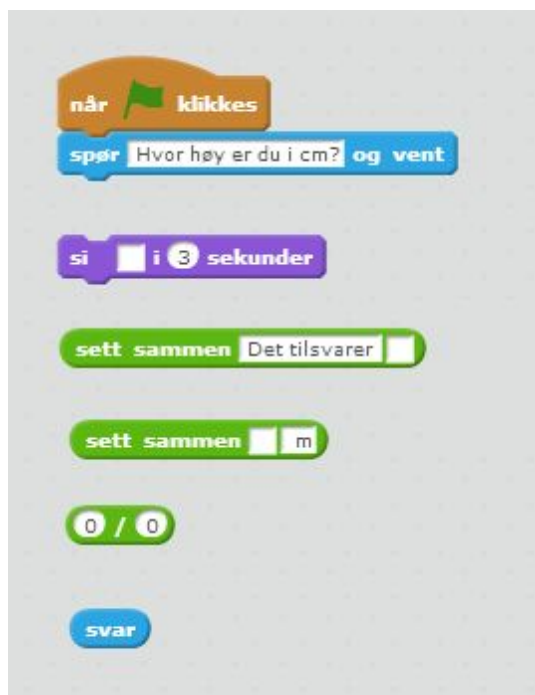 når klikkes
spør Hvor høy er du i cm? og vent
si i 3 sekunder
sett sammen Det tilsvarer
sett sammen m
0 / 0
svar